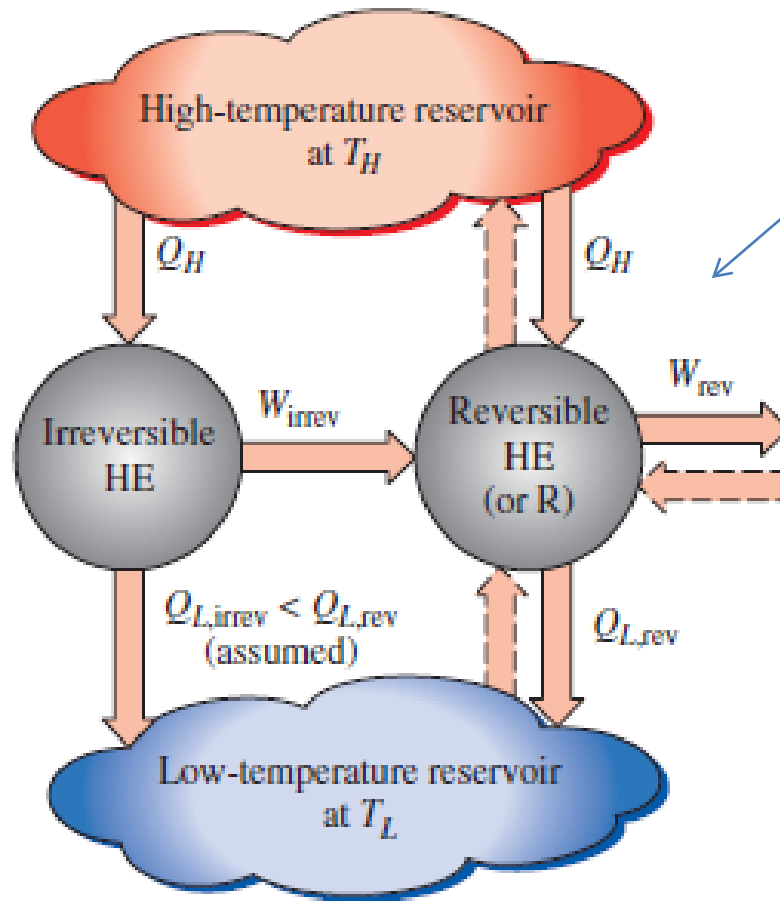 High-temperature reservoir
at T_H
Q_H
Q_H
W_irrev
W_rev
Irreversible
HE
Reversible
HE
(or R)
Q_L,irrev < Q_L,rev
(assumed)
Q_L,rev
Low-temperature reservoir
at T_L